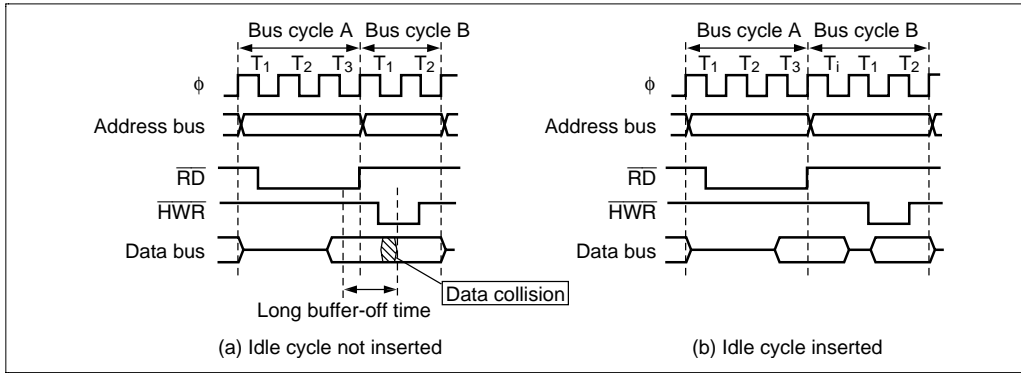 Bus cycle A Bus cycle B
T1 T2 T3 T1 T2
ϕ
Address bus
RD
HWR
Data bus
Data collision
Long buffer-off time
(a) Idle cycle not inserted
Bus cycle A Bus cycle B
T1 T2 T3 Ti T1 T2
ϕ
Address bus
RD
HWR
Data bus
(b) Idle cycle inserted